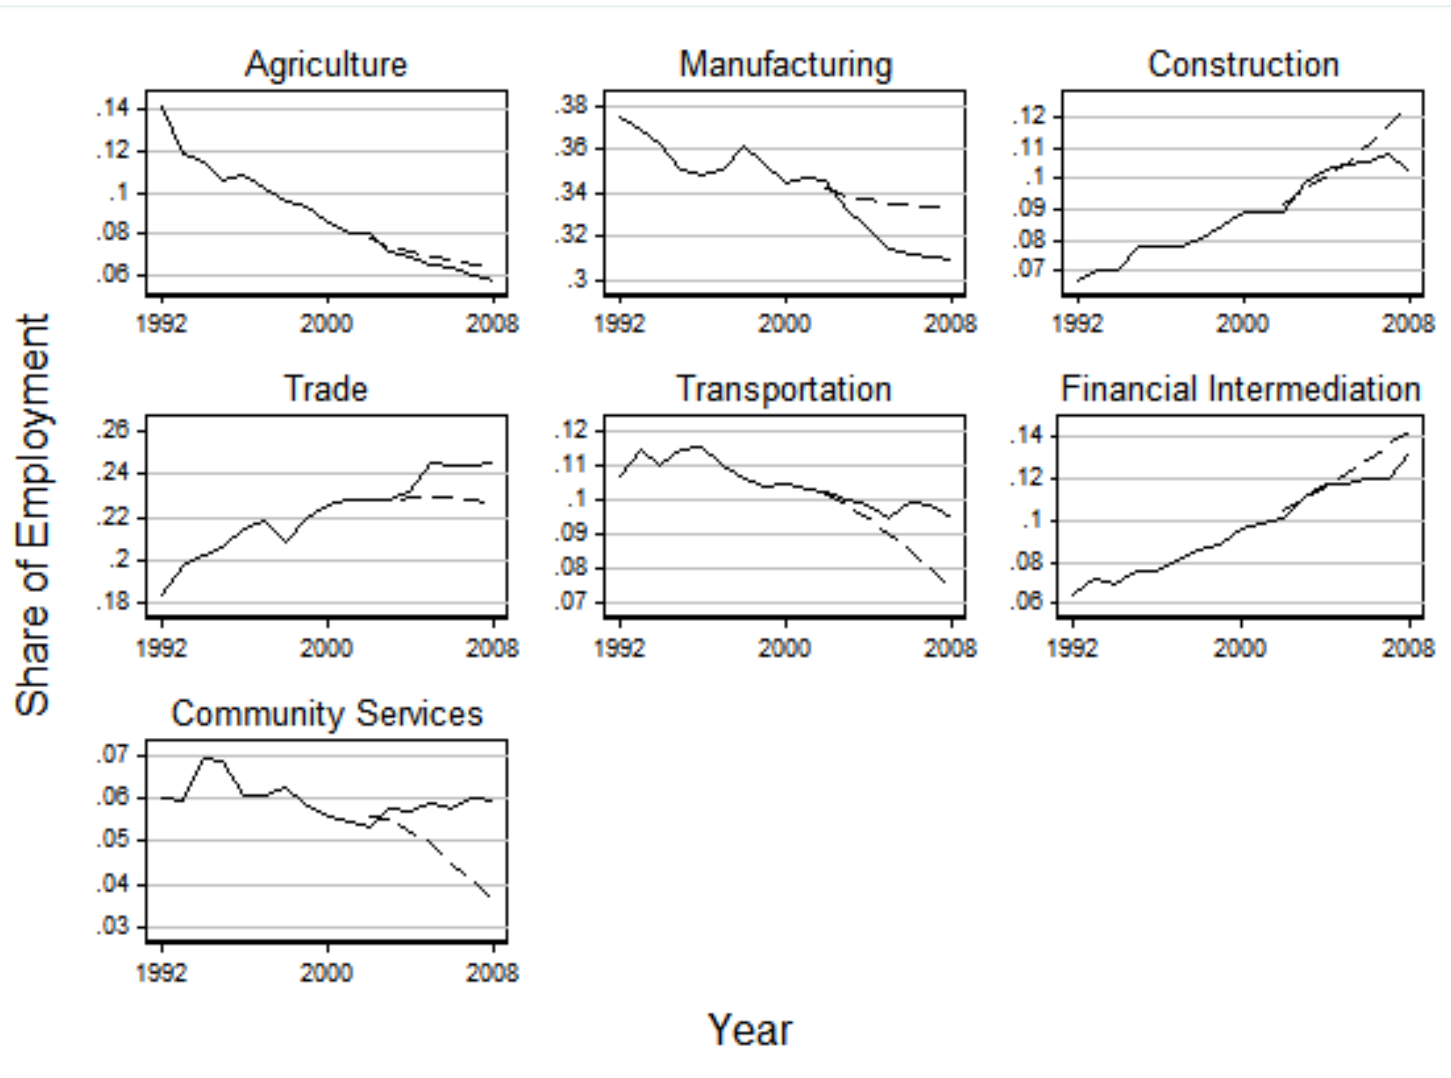 Agriculture
.14
.12
.1
.08
.06
1992 2000 2008
Manufacturing
.38
.36
.34
.32
.3
1992 2000 2008
Construction
.12
.11
.1
.09
.08
.07
1992 2000 2008
Trade
.26
.24
.22
.2
.18
1992 2000 2008
Transportation
.12
.11
.1
.09
.08
.07
1992 2000 2008
Financial Intermediation
.14
.12
.1
.08
.06
1992 2000 2008
Community Services
.07
.06
.05
.04
.03
1992 2000 2008
Share of Employment
Year